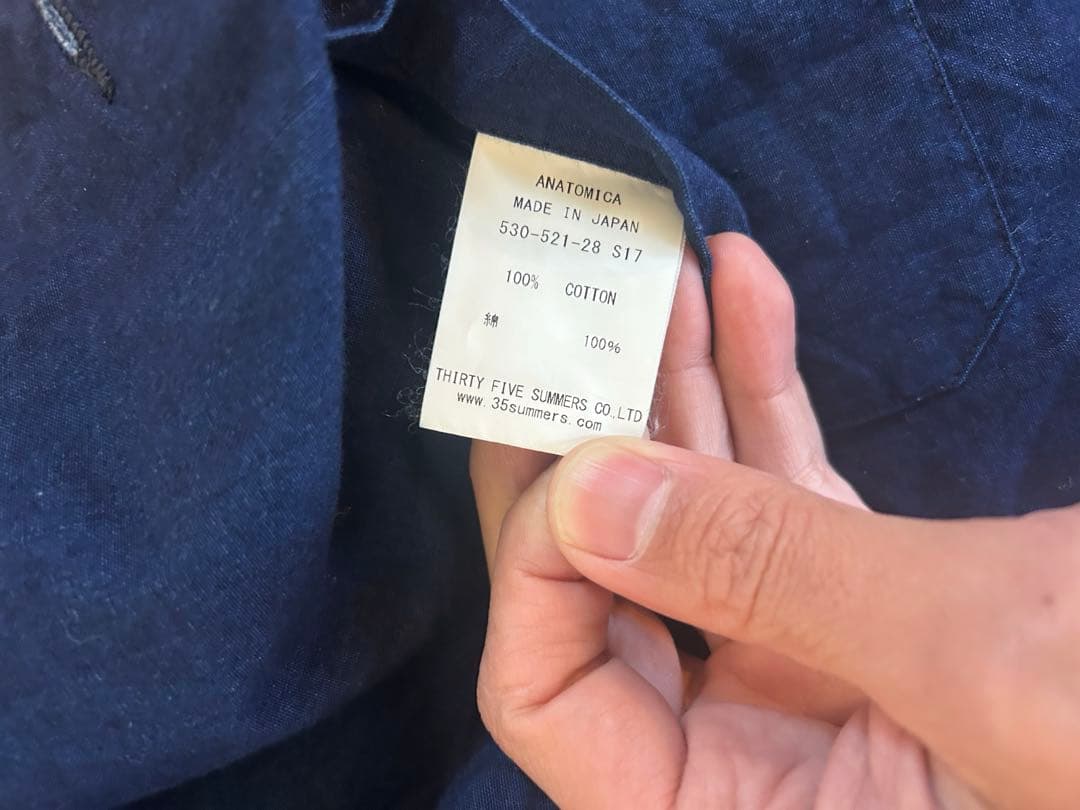 ANATOMICA
MADE IN JAPAN
530-521-28 S17
100% COTTON
綿 100%
THIRTY FIVE SUMMERS CO.,LTD
www.35summers.com